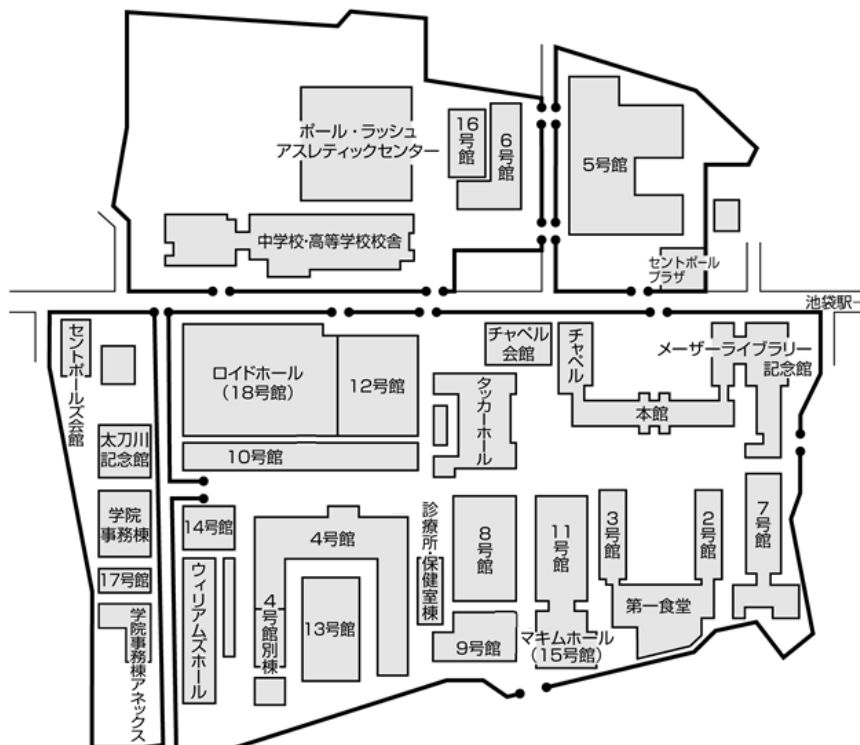 ポール・ラッシュ
アスレティックセンター
16号館
6号館
5号館
中学校・高等学校校舎
セントポール
プラザ
池袋駅
セントポールズ会館
ロイドホール
(18号館)
12号館
チャペル
会館
チャペル
メーザーライブラリー
記念館
本館
タッカーホール
太刀川
記念館
10号館
学院
事務棟
14号館
4号館
診療所・保健室棟
8号館
11号館
3号館
2号館
7号館
17号館
ウィリアムズホール
4号館別棟
13号館
第一食堂
9号館
マキムホール
(15号館)
学院事務棟アネックス